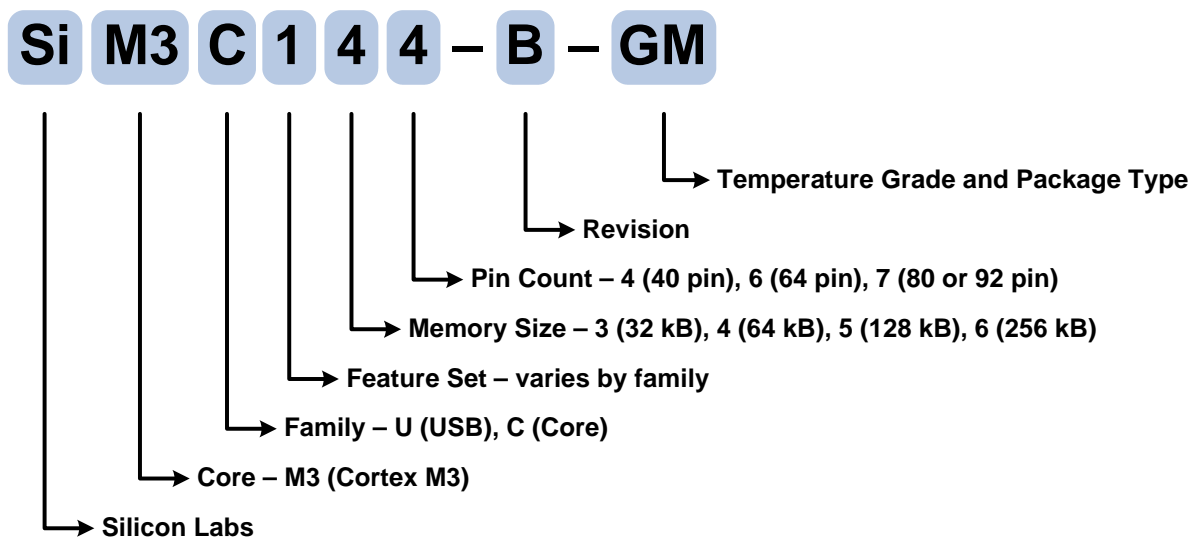 Si M3 C 1 4 4 – B – GM
Temperature Grade and Package Type
Revision
Pin Count – 4 (40 pin), 6 (64 pin), 7 (80 or 92 pin)
Memory Size – 3 (32 kB), 4 (64 kB), 5 (128 kB), 6 (256 kB)
Feature Set – varies by family
Family – U (USB), C (Core)
Core – M3 (Cortex M3)
Silicon Labs